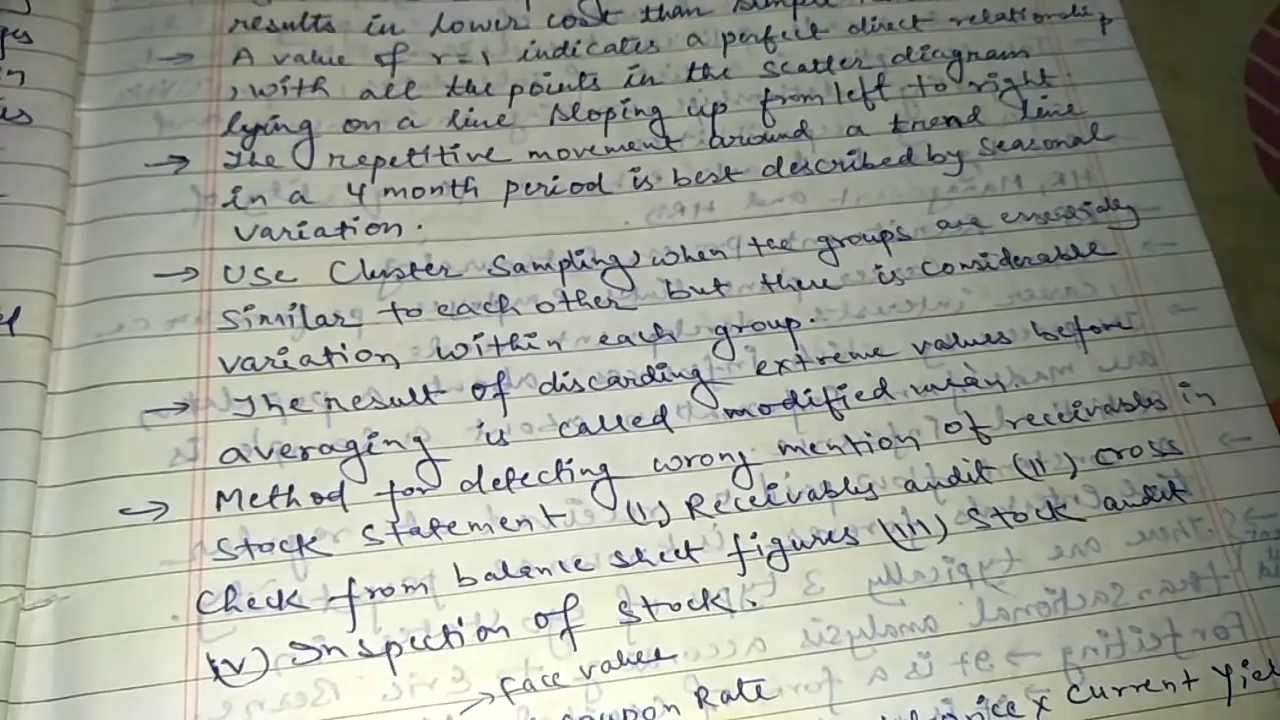 results in lower cost than simple
→ A value of r=1 indicates a perfect direct relationship
, with all the points in the scatter diagram
lying on a line sloping up from left to right.
→ The repetitive movement around a trend line
in a 4 month period is best described by seasonal
variation.
→ Use Cluster Sampling, when the groups are
Similar to each other but there is considerable
variation within each group.
→ The result of discarding extreme values before
averaging is called modified mean.
→ Method for detecting wrong mention of receivables in
Stock Statement: (i) Receivables audit (ii) cross
check from balance sheet figures (iii) Stock audit
(iv) Inspection of stock.
→ face value
coupon Rate
price x Current Yield